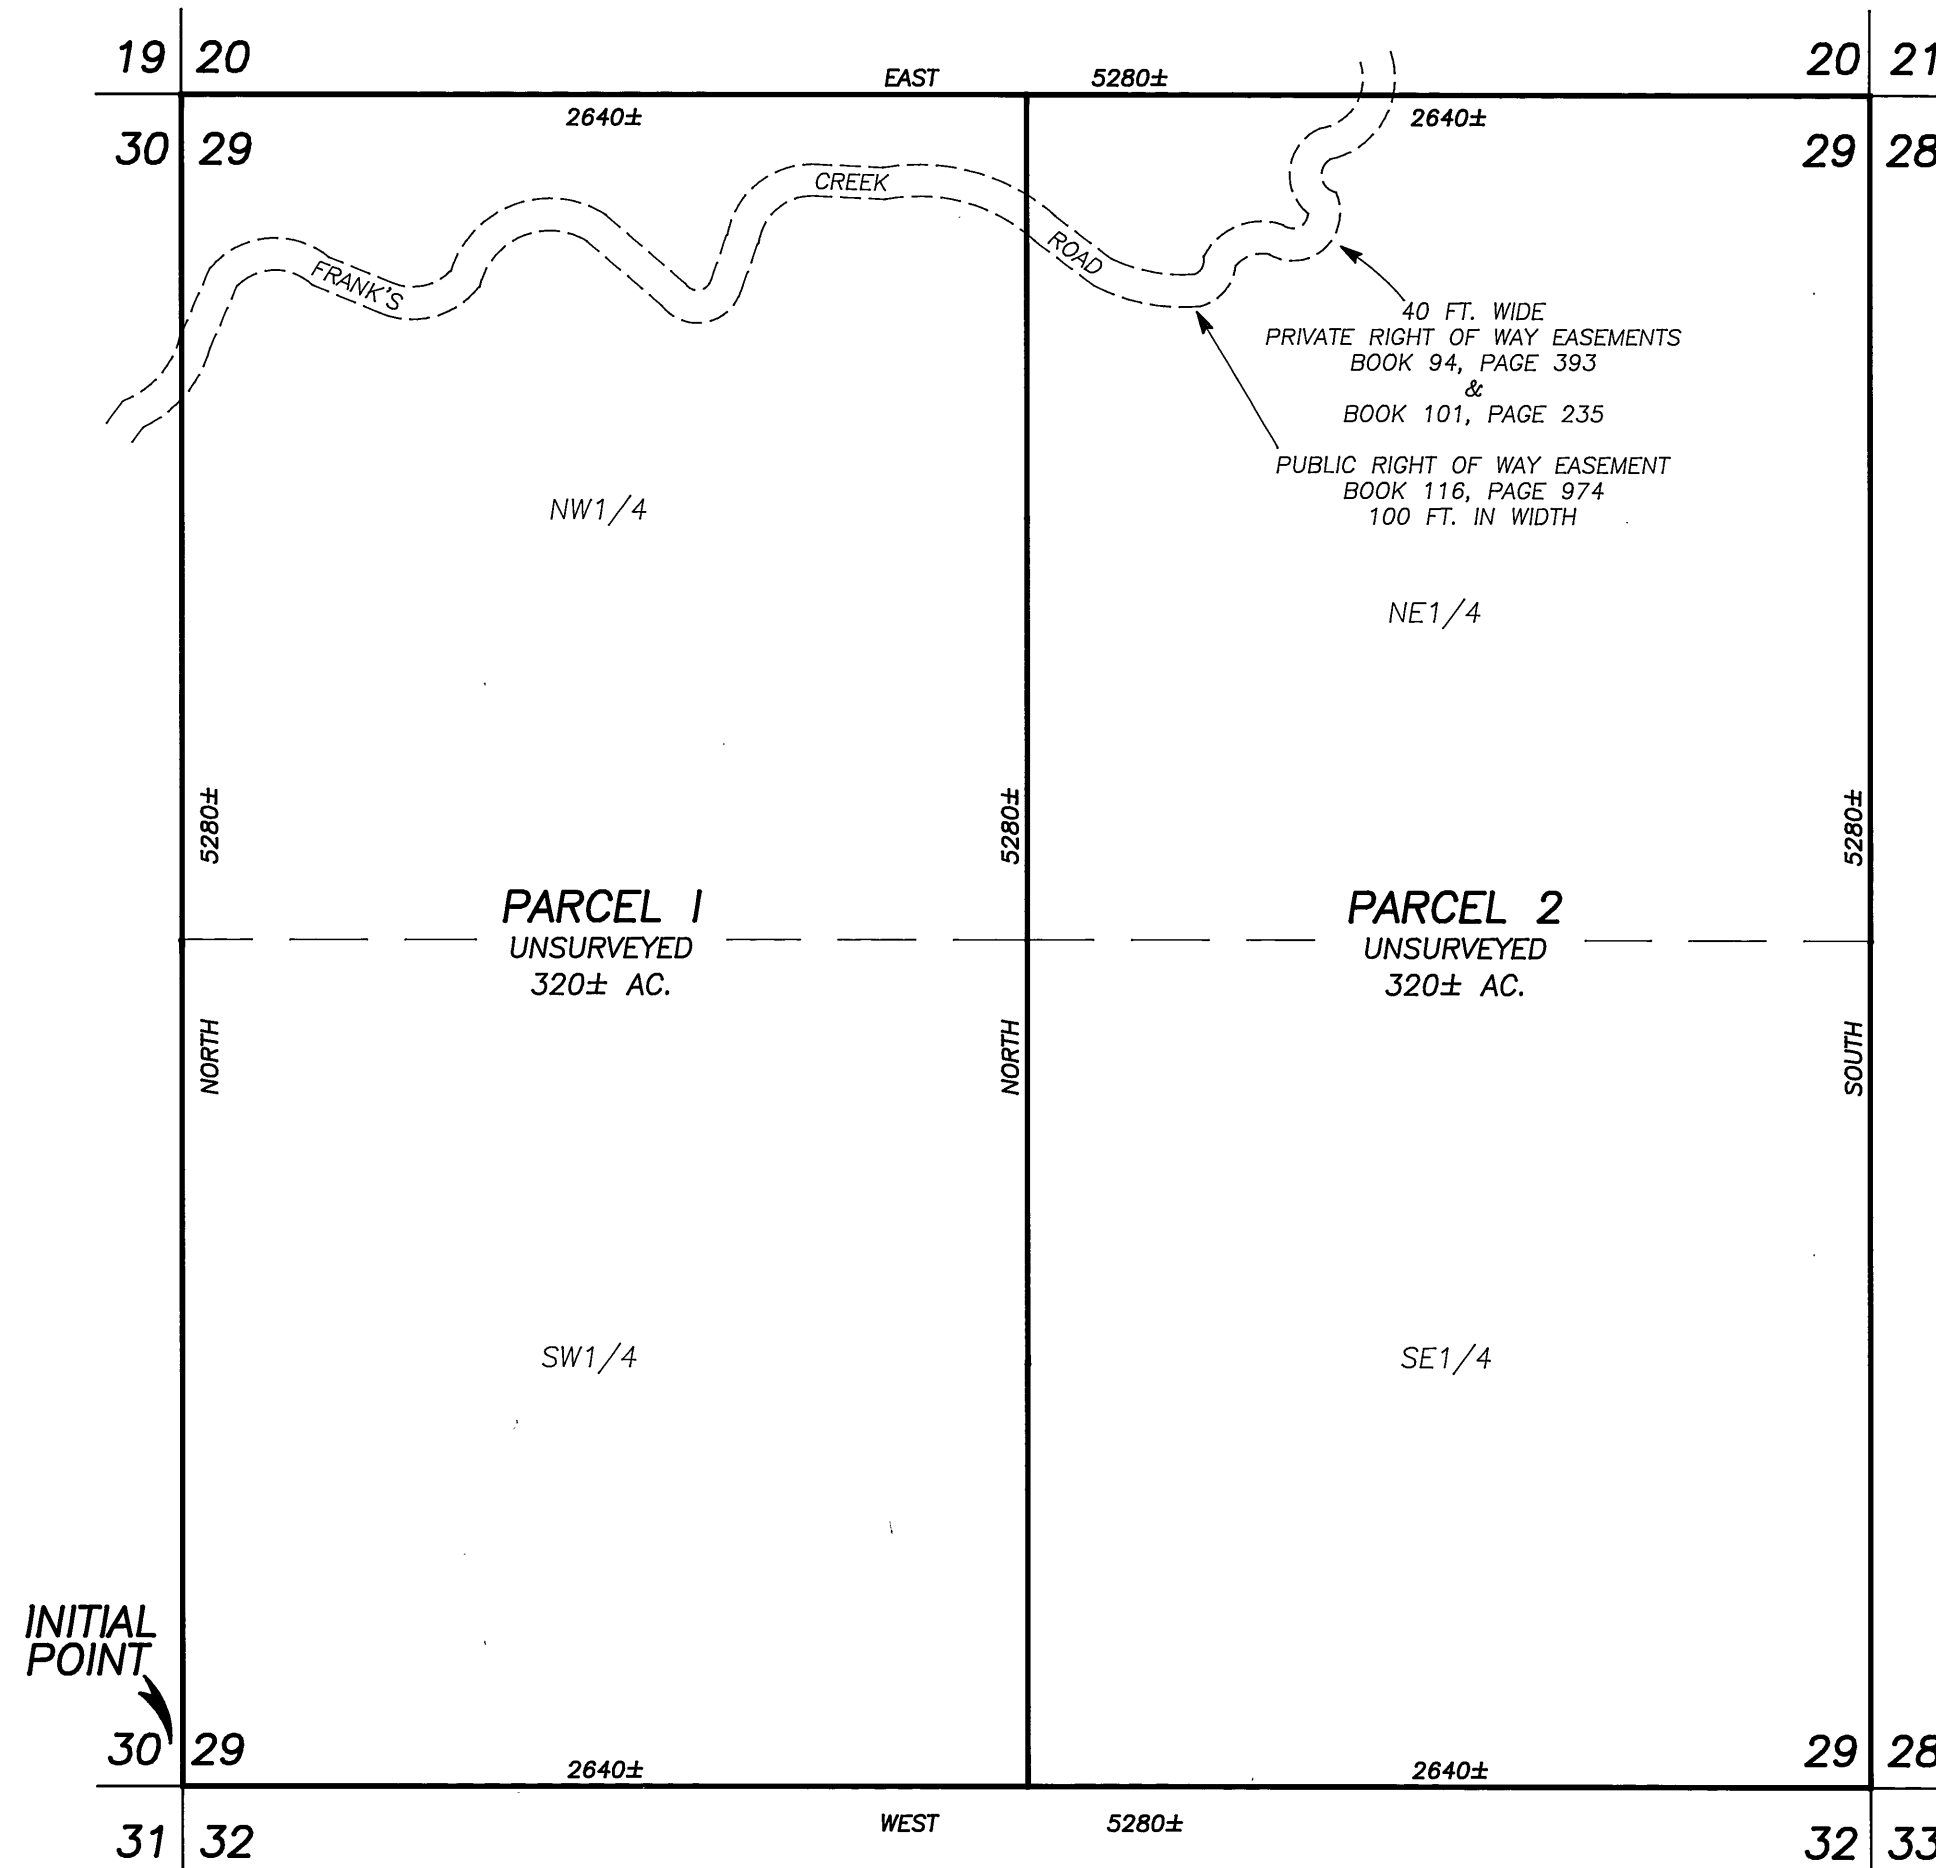 19 20
20 21
EAST 5280±
2640±
2640±
30 29
29 28
CREEK
FRANK'S
ROAD
40 FT. WIDE
PRIVATE RIGHT OF WAY EASEMENTS
BOOK 94, PAGE 393
&
BOOK 101, PAGE 235
PUBLIC RIGHT OF WAY EASEMENT
BOOK 116, PAGE 974
100 FT. IN WIDTH
NW1/4
NE1/4
5280±
5280±
5280±
PARCEL 1
UNSURVEYED
320± AC.
PARCEL 2
UNSURVEYED
320± AC.
NORTH
NORTH
SOUTH
SW1/4
SE1/4
INITIAL
POINT
30 29
29 28
2640±
2640±
WEST 5280±
31 32
32 33